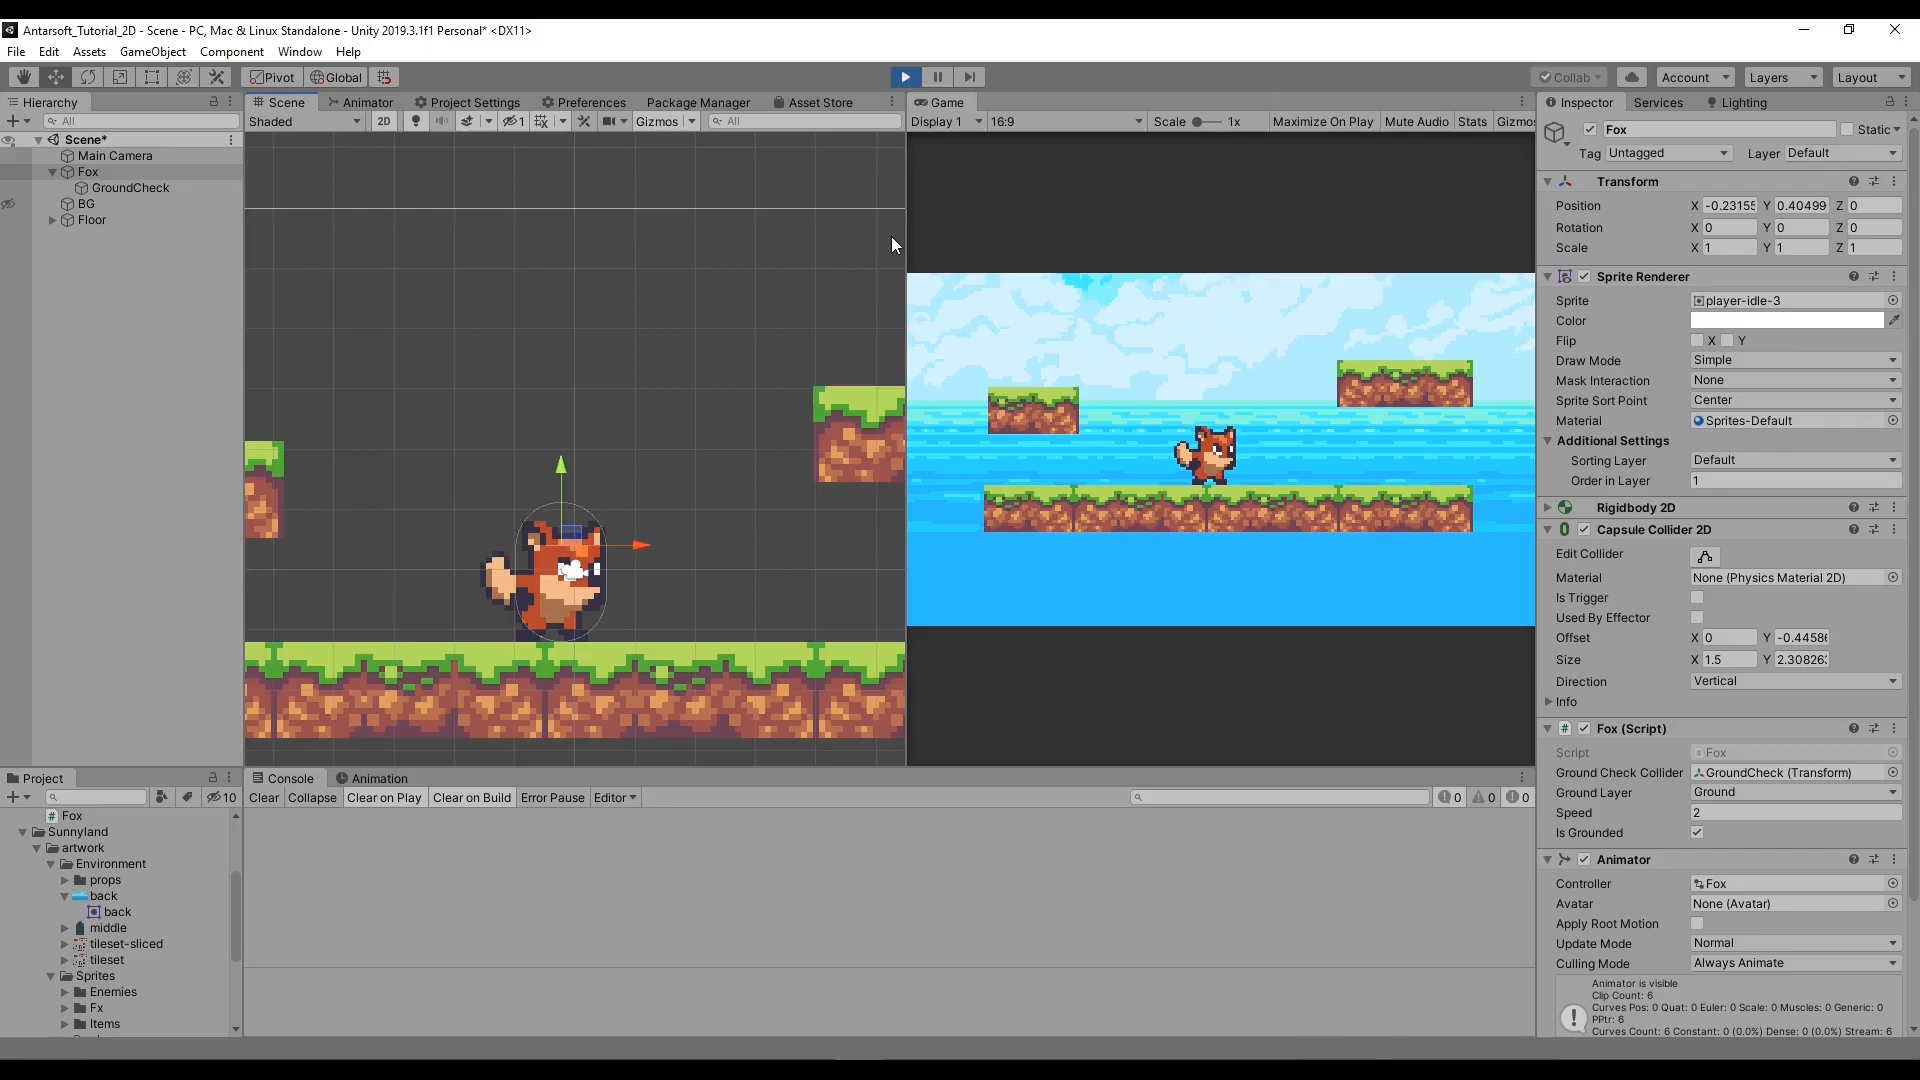 Antarsoft_Tutorial_2D - Scene - PC, Mac & Linux Standalone - Unity 2019.3.1f1 Personal* <DX11>
File Edit Assets GameObject Component Window Help
Pivot Global Collab Account Layers Layout
Hierarchy
All
Scene*
Main Camera
Fox
GroundCheck
BG
Floor
Scene Animator Project Settings Preferences Package Manager Asset Store
Shaded 2D 1 Gizmos All
Game
Display 1 16:9 Scale 1x Maximize On Play Mute Audio Stats Gizmos
Inspector Services Lighting
Fox Static
Tag Untagged Layer Default
Transform
Position X -0.23155 Y 0.40499 Z 0
Rotation X 0 Y 0 Z 0
Scale X 1 Y 1 Z 1
Sprite Renderer
Sprite player-idle-3
Color
Flip X Y
Draw Mode Simple
Mask Interaction None
Sprite Sort Point Center
Material Sprites-Default
Additional Settings
Sorting Layer Default
Order in Layer 1
Rigidbody 2D
Capsule Collider 2D
Edit Collider
Material None (Physics Material 2D)
Is Trigger
Used By Effector
Offset X 0 Y -0.4458
Size X 1.5 Y 2.30826
Direction Vertical
Info
Fox (Script)
Script Fox
Ground Check Collider GroundCheck (Transform)
Ground Layer Ground
Speed 2
Is Grounded
Animator
Controller Fox
Avatar None (Avatar)
Apply Root Motion
Update Mode Normal
Culling Mode Always Animate
Animator is visible
Clip Count: 6
Curves Pos: 0 Quat: 0 Euler: 0 Scale: 0 Muscles: 0 Generic: 0
PPtr: 6
Curves Count: 6 Constant: 0 (0.0%) Dense: 0 (0.0%) Stream: 6
Project
10
Fox
Sunnyland
artwork
Environment
props
back
back
middle
tileset-sliced
tileset
Sprites
Enemies
Fx
Items
Console Animation
Clear Collapse Clear on Play Clear on Build Error Pause Editor 0 0 0